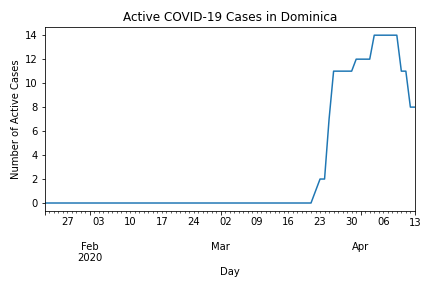 Active COVID-19 Cases in Dominica
14
12
10
8
6
4
2
0
Number of Active Cases
27 03 10 17 24 02 09 16 23 30 06 13
Feb Mar Apr
2020
Day